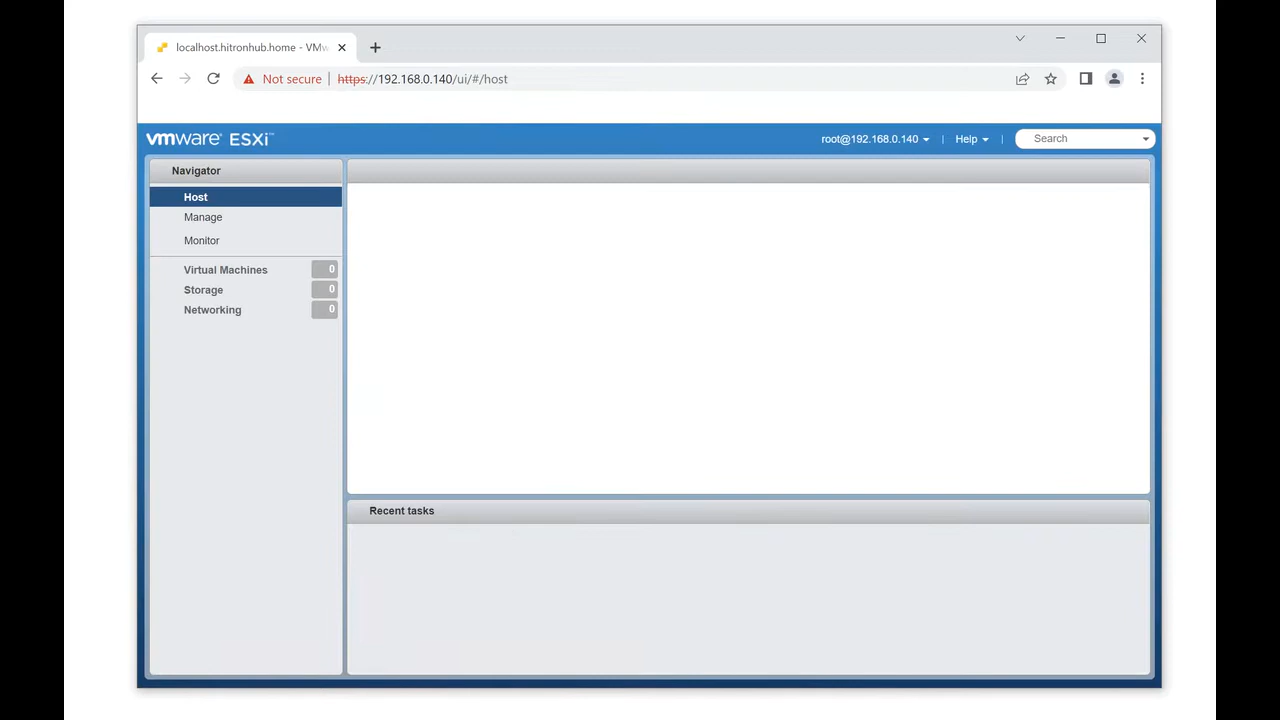 localhost.hitronhub.home - VMw
Not secure https://192.168.0.140/ui/#/host
vmware ESXi™
root@192.168.0.140
Help
Search
Navigator
Host
Manage
Monitor
Virtual Machines 0
Storage 0
Networking 0
Recent tasks